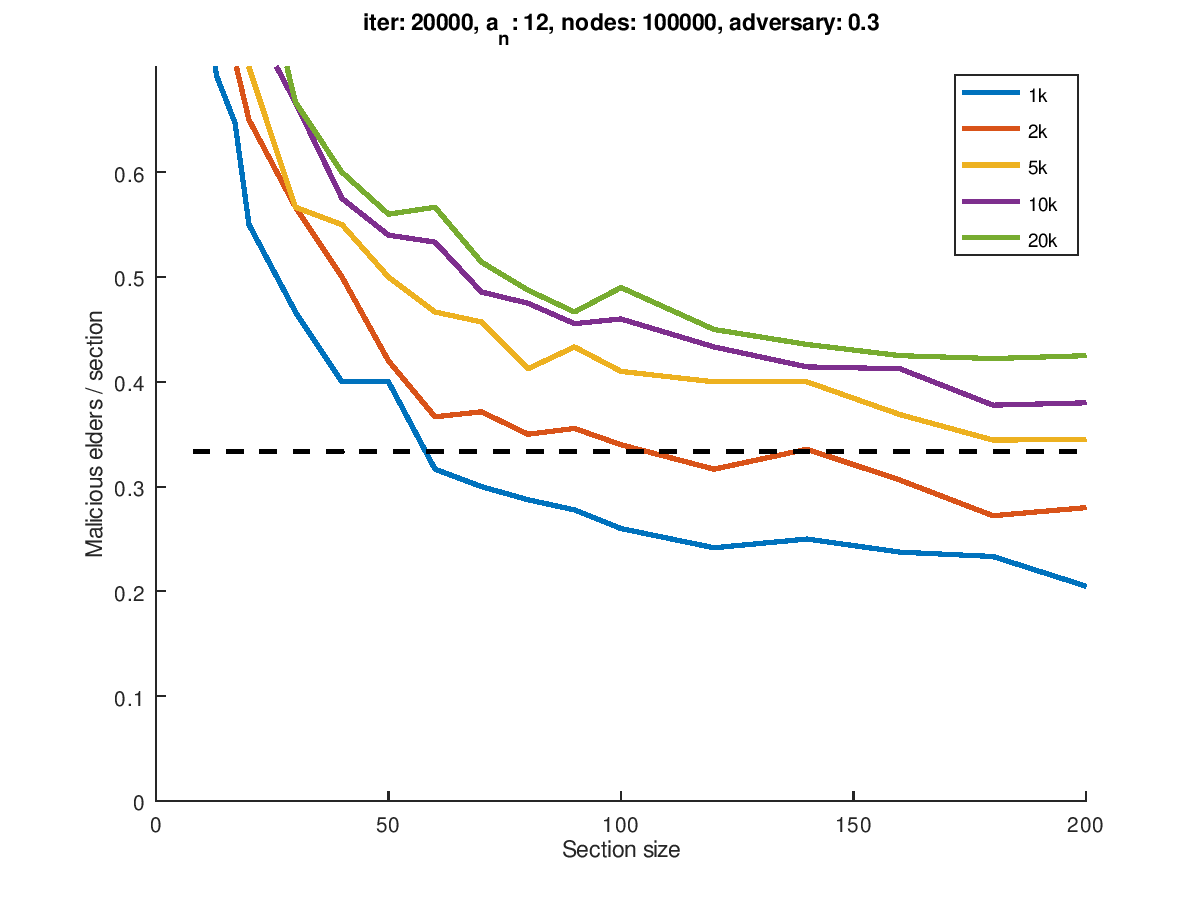 iter: 20000, a_n: 12, nodes: 100000, adversary: 0.3
1k
2k
5k
10k
20k
Malicious elders / section
0.6
0.5
0.4
0.3
0.2
0.1
0
0 50 100 150 200
Section size